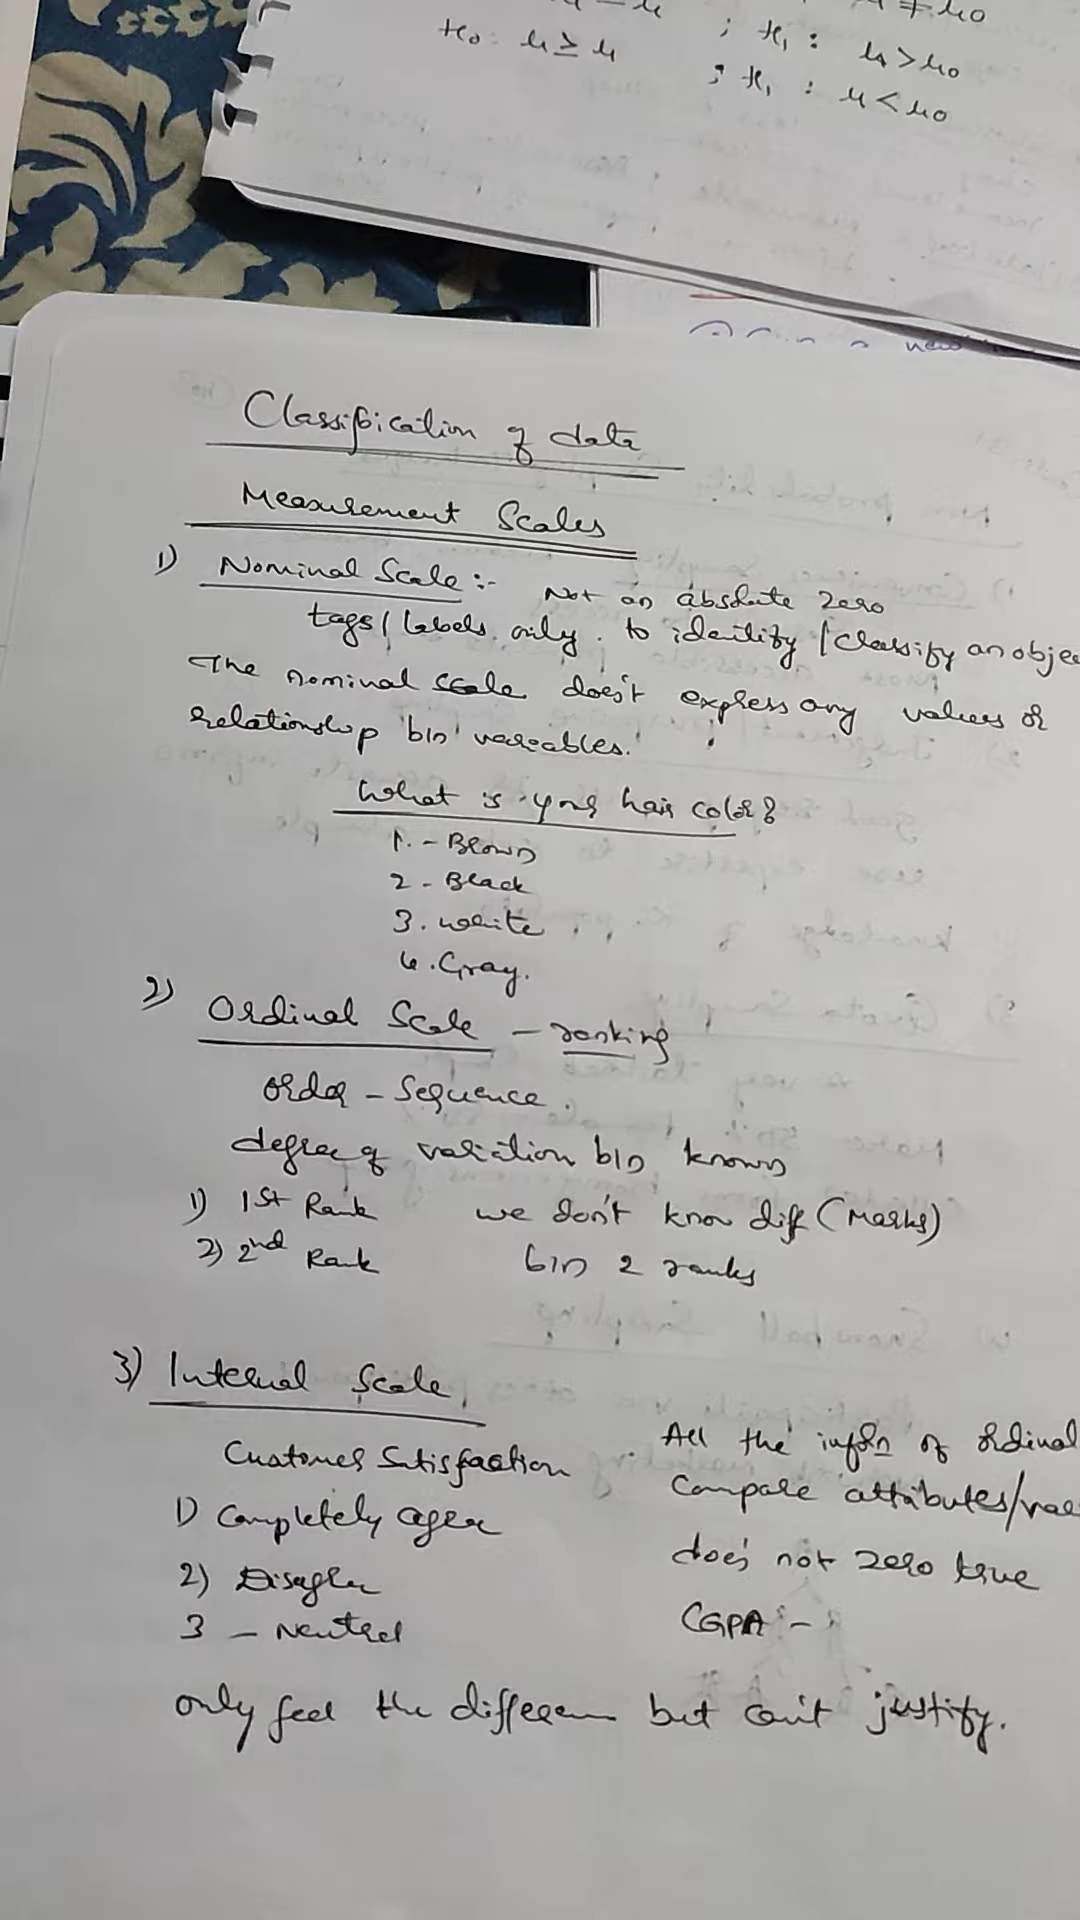 ≠ μ0
; H1 : μ > μ0
H0: μ ≥ μ
; H1 : μ < μ0
new
Classification of data
Measurement Scales
1) Nominal Scale :- Not an absolute zero
tags/labels only. to identify/classify an objec
The nominal scale does't express any values or
relationship b/n variables.
What is your hair color?
1. - Brown
2 - Black
3. white
4. Gray.
2) Ordinal Scale - ranking
order - sequence.
degree of variation b/n known
1) 1st Rank we don't know diff (Marks)
2) 2nd Rank b/n 2 ranks
3) Interval Scale
Customer Satisfaction
All the infon of ordinal
1) Completely agree
Compare attributes/
2) Disagree
does not zero true
3 - Neutral
CGPA :-
only feel the difference but can't justify.